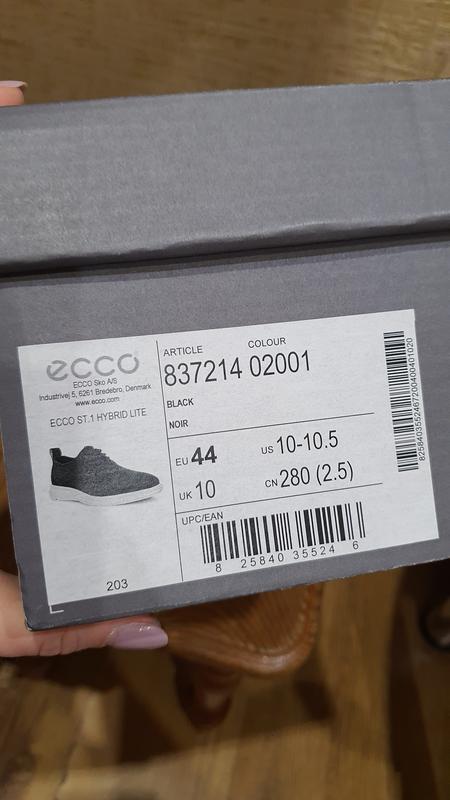 ecco
ECCO Sko A/S
Industrivej 5, 6261 Bredebro, Denmark
www.ecco.com
ECCO ST.1 HYBRID LITE
203
ARTICLE COLOUR
837214 02001
BLACK
NOIR
EU 44 US 10-10.5
UK 10 CN 280 (2.5)
UPC/EAN
8 25840 35524 6
825840355246720040040102​0